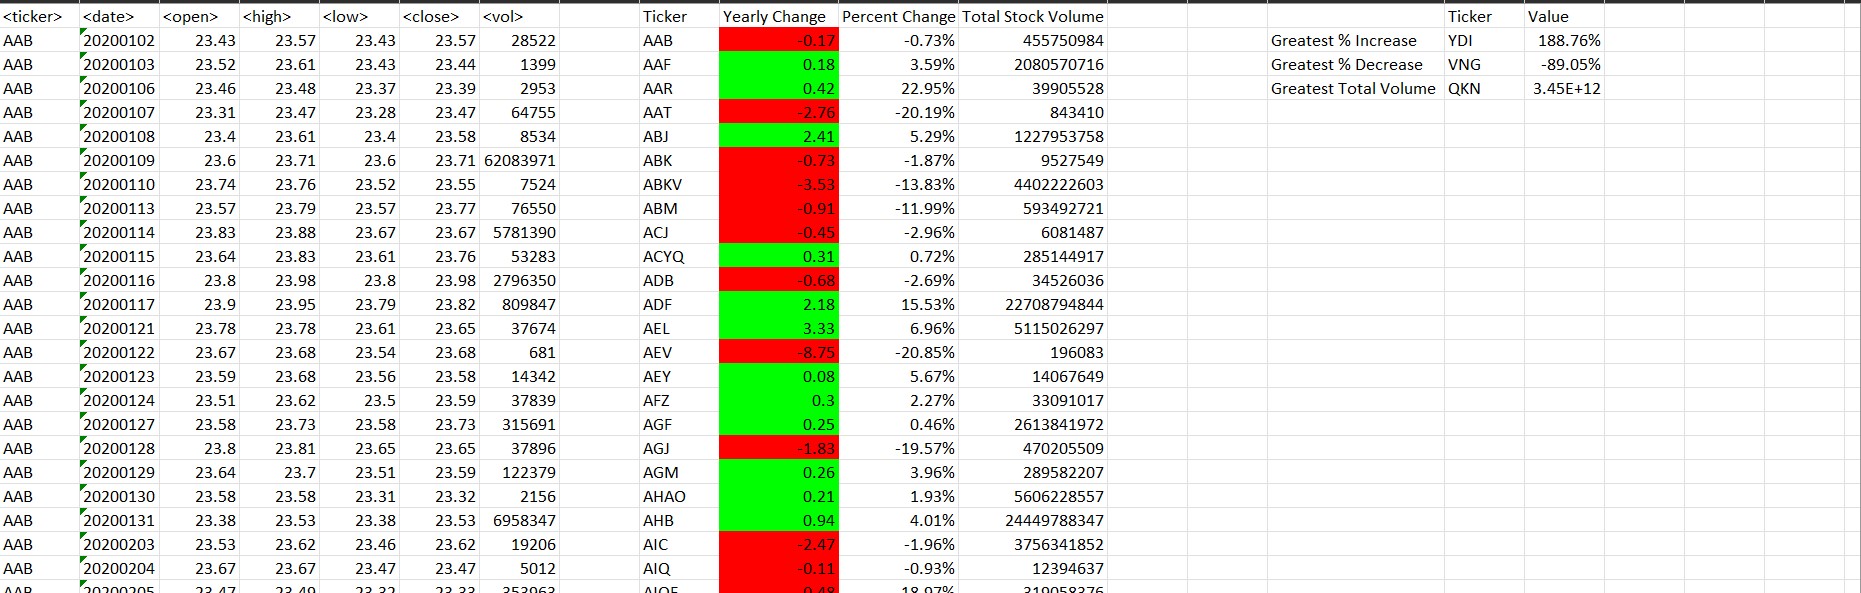 <ticker> <date> <open> <high> <low> <close> <vol> Ticker Yearly Change Percent Change Total Stock Volume Ticker Value
AAB 20200102 23.43 23.57 23.43 23.57 28522 AAB -0.17 -0.73% 455750984 Greatest % Increase YDI 188.76%
AAB 20200103 23.52 23.61 23.43 23.44 1399 AAF 0.18 3.59% 2080570716 Greatest % Decrease VNG -89.05%
AAB 20200106 23.46 23.48 23.37 23.39 2953 AAR 0.42 22.95% 39905528 Greatest Total Volume QKN 3.45E+12
AAB 20200107 23.31 23.47 23.28 23.47 64755 AAT -2.76 -20.19% 843410
AAB 20200108 23.4 23.61 23.4 23.58 8534 ABJ 2.41 5.29% 1227953758
AAB 20200109 23.6 23.71 23.6 23.71 62083971 ABK -0.73 -1.87% 9527549
AAB 20200110 23.74 23.76 23.52 23.55 7524 ABKV -3.53 -13.83% 4402222603
AAB 20200113 23.57 23.79 23.57 23.77 76550 ABM -0.91 -11.99% 593492721
AAB 20200114 23.83 23.88 23.67 23.67 5781390 ACJ -0.45 -2.96% 6081487
AAB 20200115 23.64 23.83 23.61 23.76 53283 ACYQ 0.31 0.72% 285144917
AAB 20200116 23.8 23.98 23.8 23.98 2796350 ADB -0.68 -2.69% 34526036
AAB 20200117 23.9 23.95 23.79 23.82 809847 ADF 2.18 15.53% 22708794844
AAB 20200121 23.78 23.78 23.61 23.65 37674 AEL 3.33 6.96% 5115026297
AAB 20200122 23.67 23.68 23.54 23.68 681 AEV -8.75 -20.85% 196083
AAB 20200123 23.59 23.68 23.56 23.58 14342 AEY 0.08 5.67% 14067649
AAB 20200124 23.51 23.62 23.5 23.59 37839 AFZ 0.3 2.27% 33091017
AAB 20200127 23.58 23.73 23.58 23.73 315691 AGF 0.25 0.46% 2613841972
AAB 20200128 23.8 23.81 23.65 23.65 37896 AGJ -1.83 -19.57% 470205509
AAB 20200129 23.64 23.7 23.51 23.59 122379 AGM 0.26 3.96% 289582207
AAB 20200130 23.58 23.58 23.31 23.32 2156 AHAO 0.21 1.93% 5606228557
AAB 20200131 23.38 23.53 23.38 23.53 6958347 AHB 0.94 4.01% 24449788347
AAB 20200203 23.53 23.62 23.46 23.62 19206 AIC -2.47 -1.96% 3756341852
AAB 20200204 23.67 23.67 23.47 23.47 5012 AIQ -0.11 -0.93% 12394637
AAB 20200205 23.47